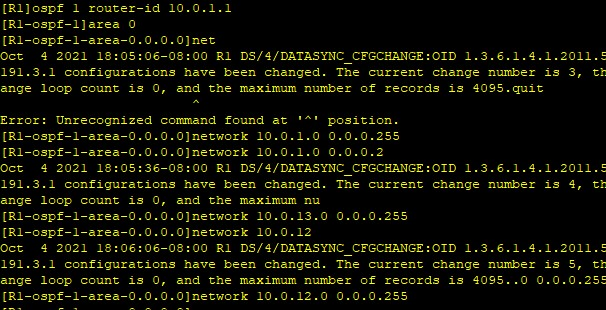 [R1]ospf 1 router-id 10.0.1.1
[R1-ospf-1]area 0
[R1-ospf-1-area-0.0.0.0]net
Oct  4 2021 18:05:06-08:00 R1 DS/4/DATASYNC_CFGCHANGE:OID 1.3.6.1.4.1.2011.5
191.3.1 configurations have been changed. The current change number is 3, th
ange loop count is 0, and the maximum number of records is 4095.quit
^
Error: Unrecognized command found at '^' position.
[R1-ospf-1-area-0.0.0.0]network 10.0.1.0 0.0.0.255
[R1-ospf-1-area-0.0.0.0]network 10.0.1.0 0.0.0.2
Oct  4 2021 18:05:36-08:00 R1 DS/4/DATASYNC_CFGCHANGE:OID 1.3.6.1.4.1.2011.5
191.3.1 configurations have been changed. The current change number is 4, th
ange loop count is 0, and the maximum nu
[R1-ospf-1-area-0.0.0.0]network 10.0.13.0 0.0.0.255
[R1-ospf-1-area-0.0.0.0]network 10.0.12
Oct  4 2021 18:06:06-08:00 R1 DS/4/DATASYNC_CFGCHANGE:OID 1.3.6.1.4.1.2011.5
191.3.1 configurations have been changed. The current change number is 5, th
ange loop count is 0, and the maximum number of records is 4095..0 0.0.0.255
[R1-ospf-1-area-0.0.0.0]network 10.0.12.0 0.0.0.255